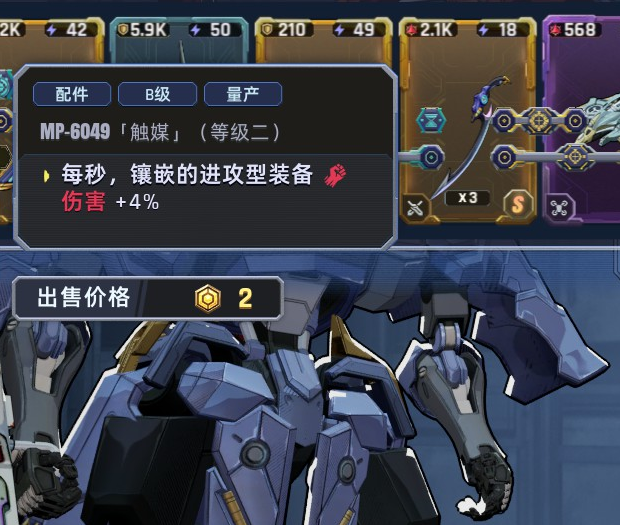 2K 42 5.9K 50 210 49 2.1K 18 568
配件 B级 量产
MP-6049「触媒」（等级二）
每秒，镶嵌的进攻型装备
伤害 +4%
x3 S
出售价格 2